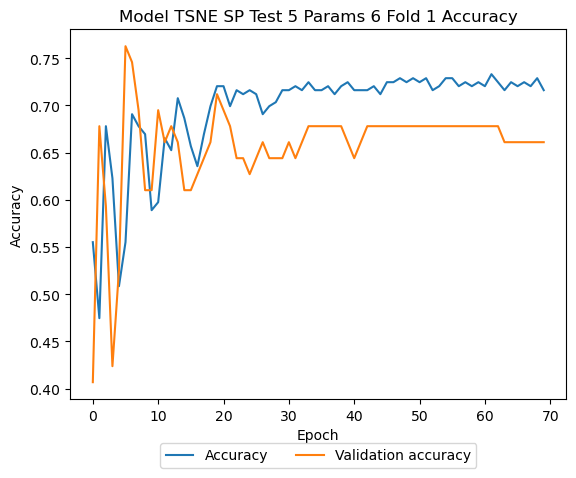 Model TSNE SP Test 5 Params 6 Fold 1 Accuracy
0.75
0.70
0.65
0.60
0.55
0.50
0.45
0.40
Accuracy
0 10 20 30 40 50 60 70
Epoch
Accuracy Validation accuracy